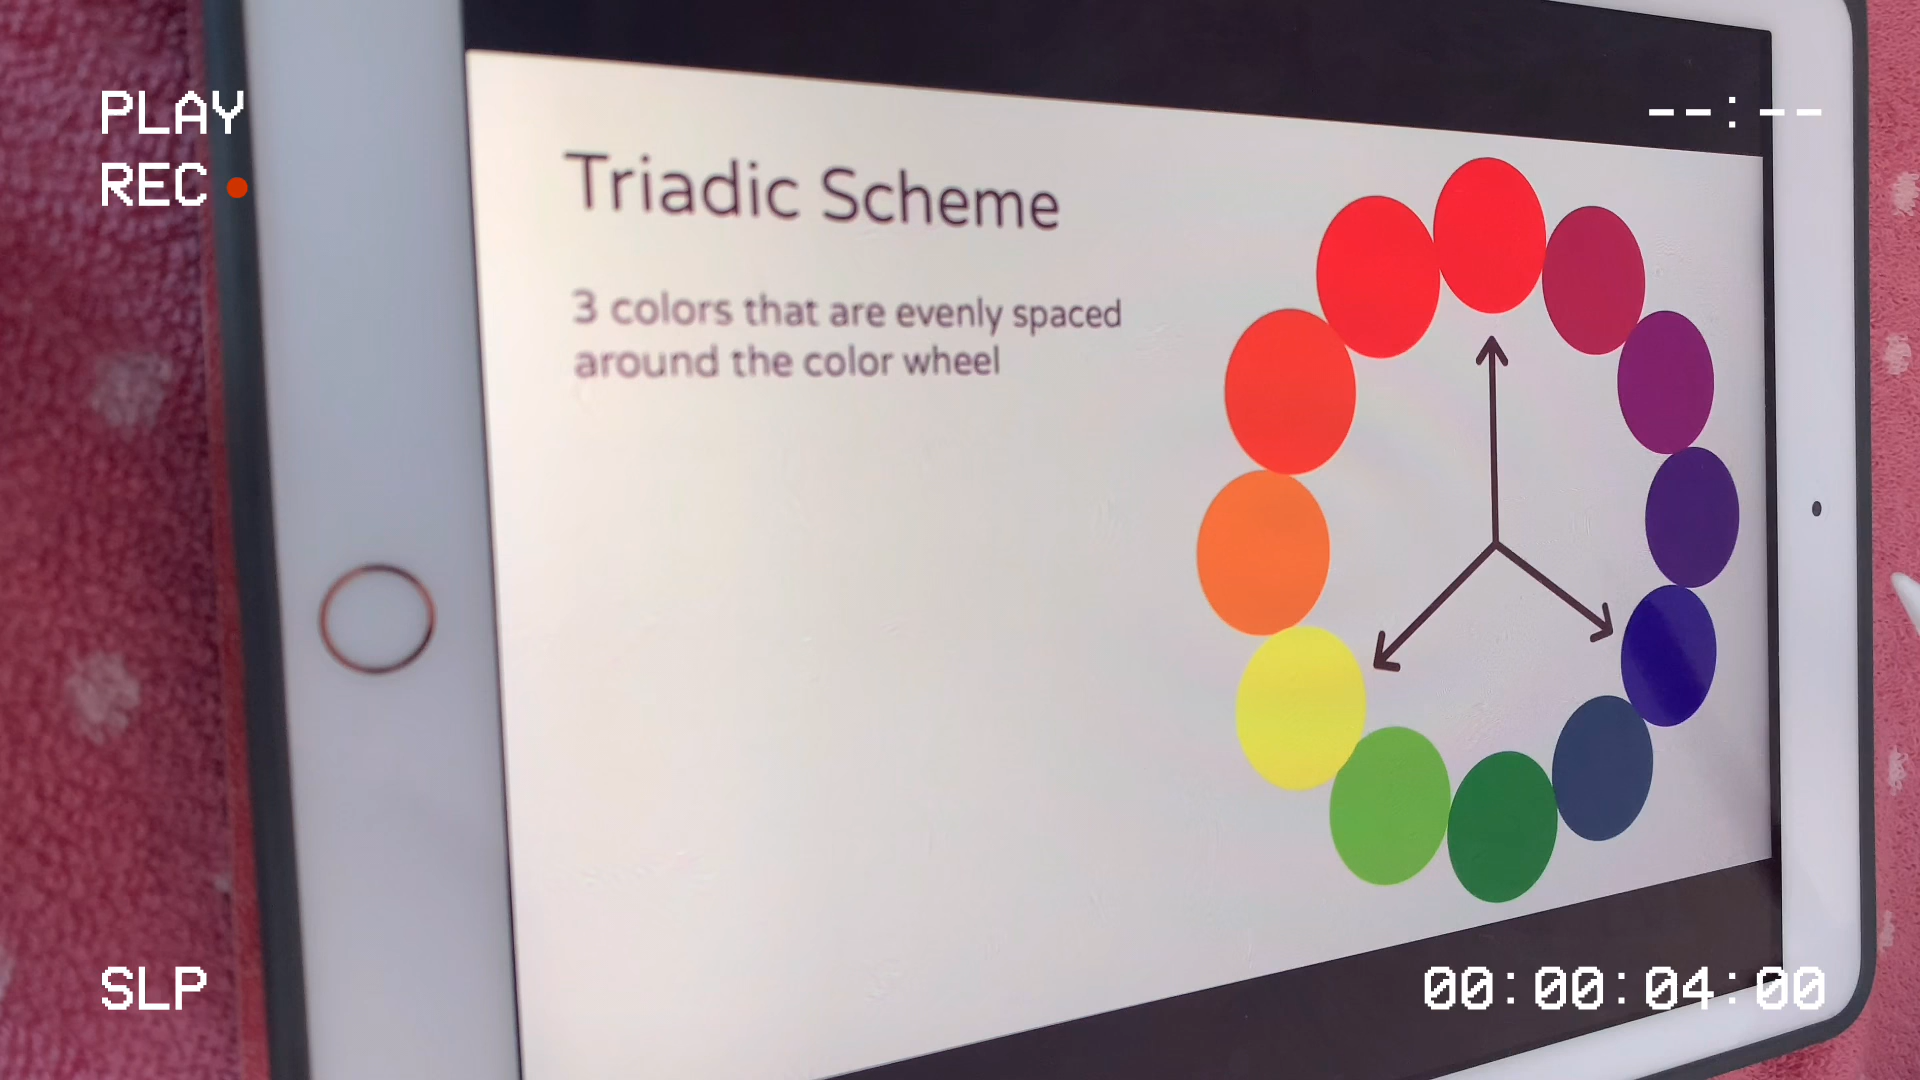 PLAY
REC
--:--
Triadic Scheme
3 colors that are evenly spaced
around the color wheel
SLP
00:00:04:00